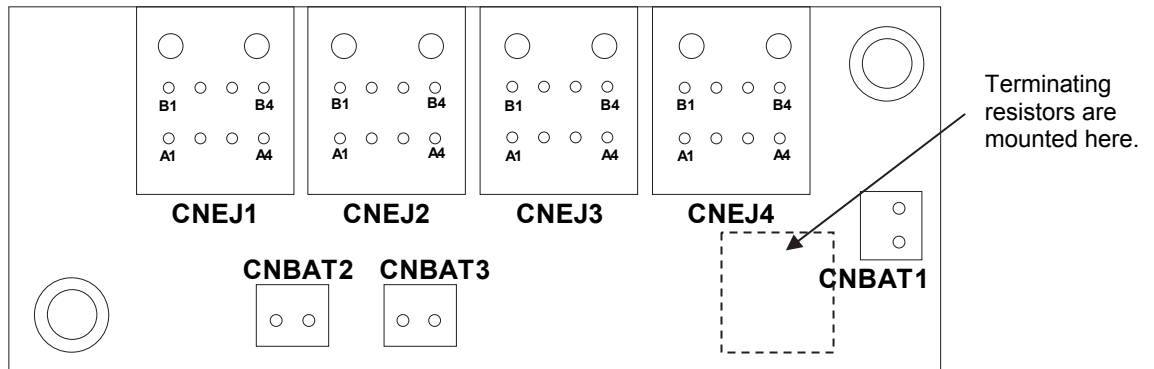 B1 B4 B1 B4 B1 B4 B1 B4
A1 A4 A1 A4 A1 A4 A1 A4
CNEJ1 CNEJ2 CNEJ3 CNEJ4
Terminating
resistors are
mounted here.
CNBAT2 CNBAT3 CNBAT1